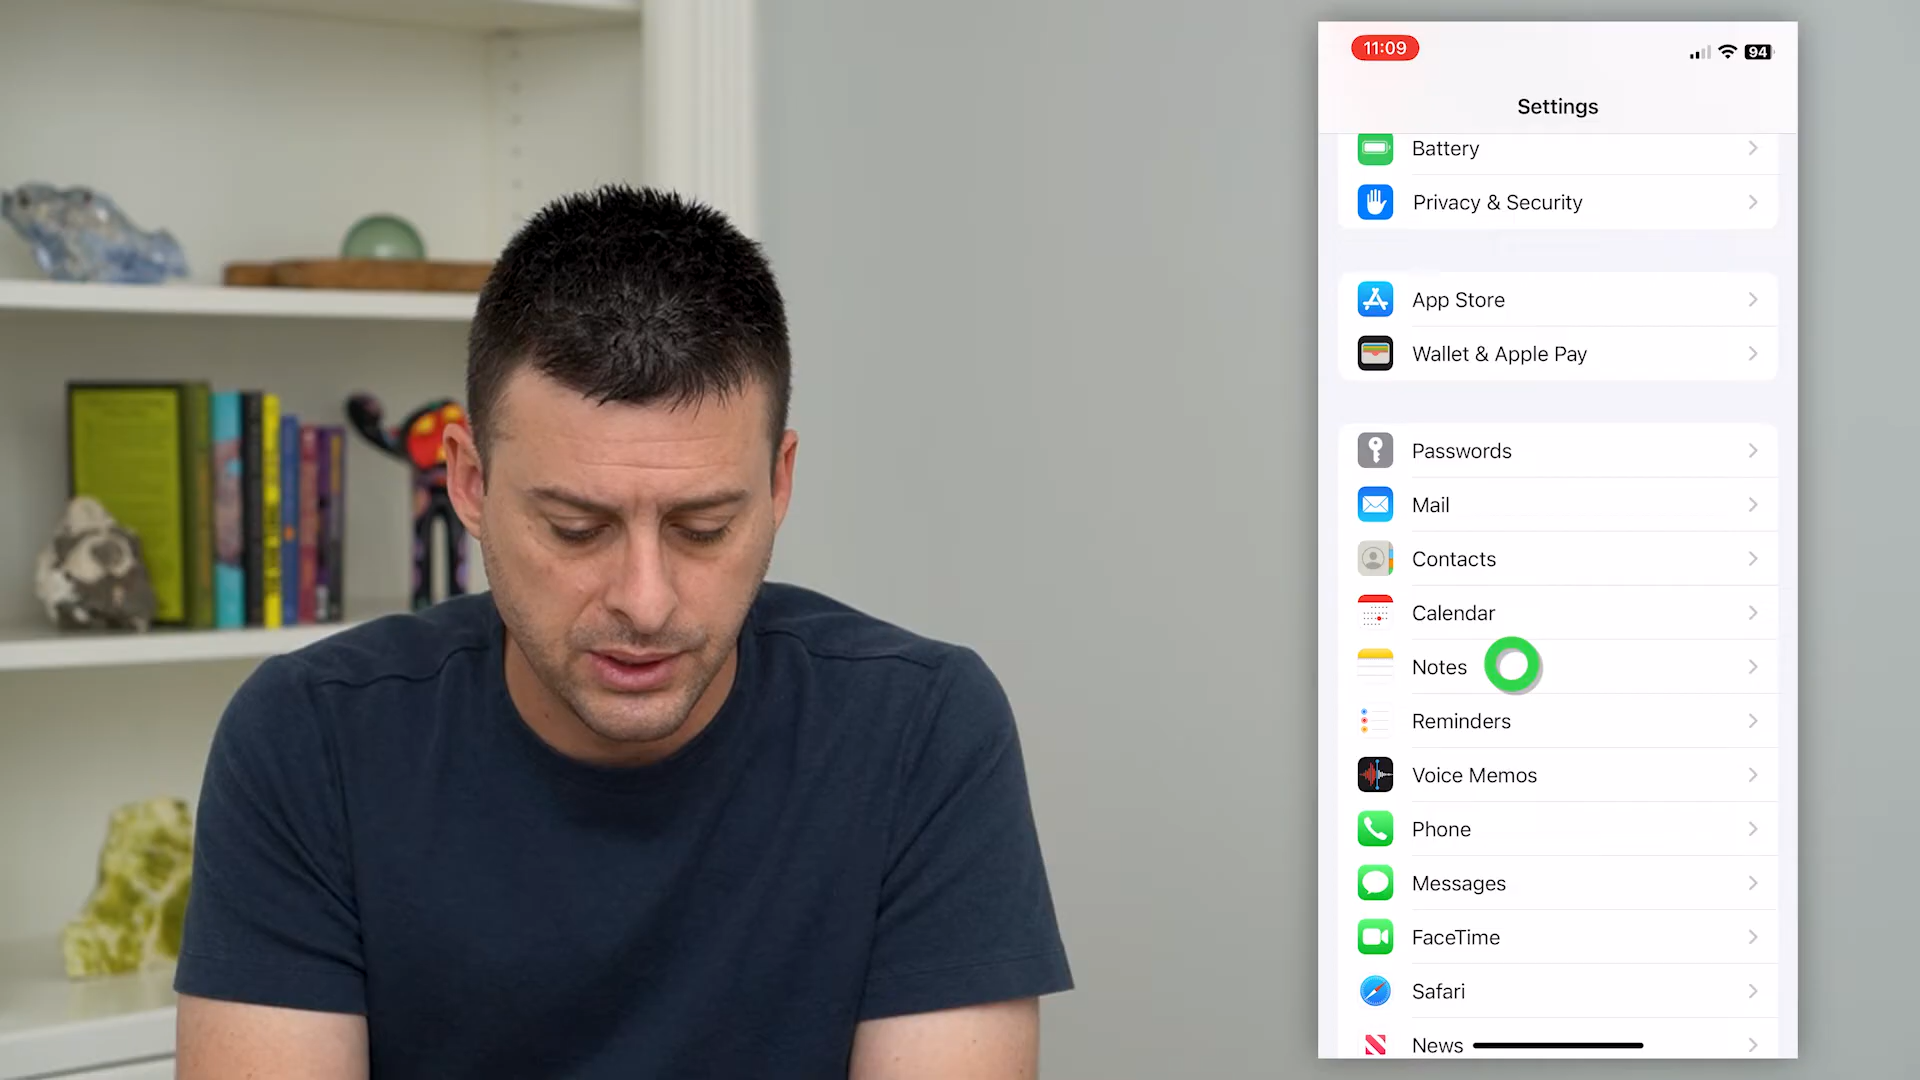 11:09
94
Settings
Battery
Privacy & Security
App Store
Wallet & Apple Pay
Passwords
Mail
Contacts
Calendar
Notes
Reminders
Voice Memos
Phone
Messages
FaceTime
Safari
News